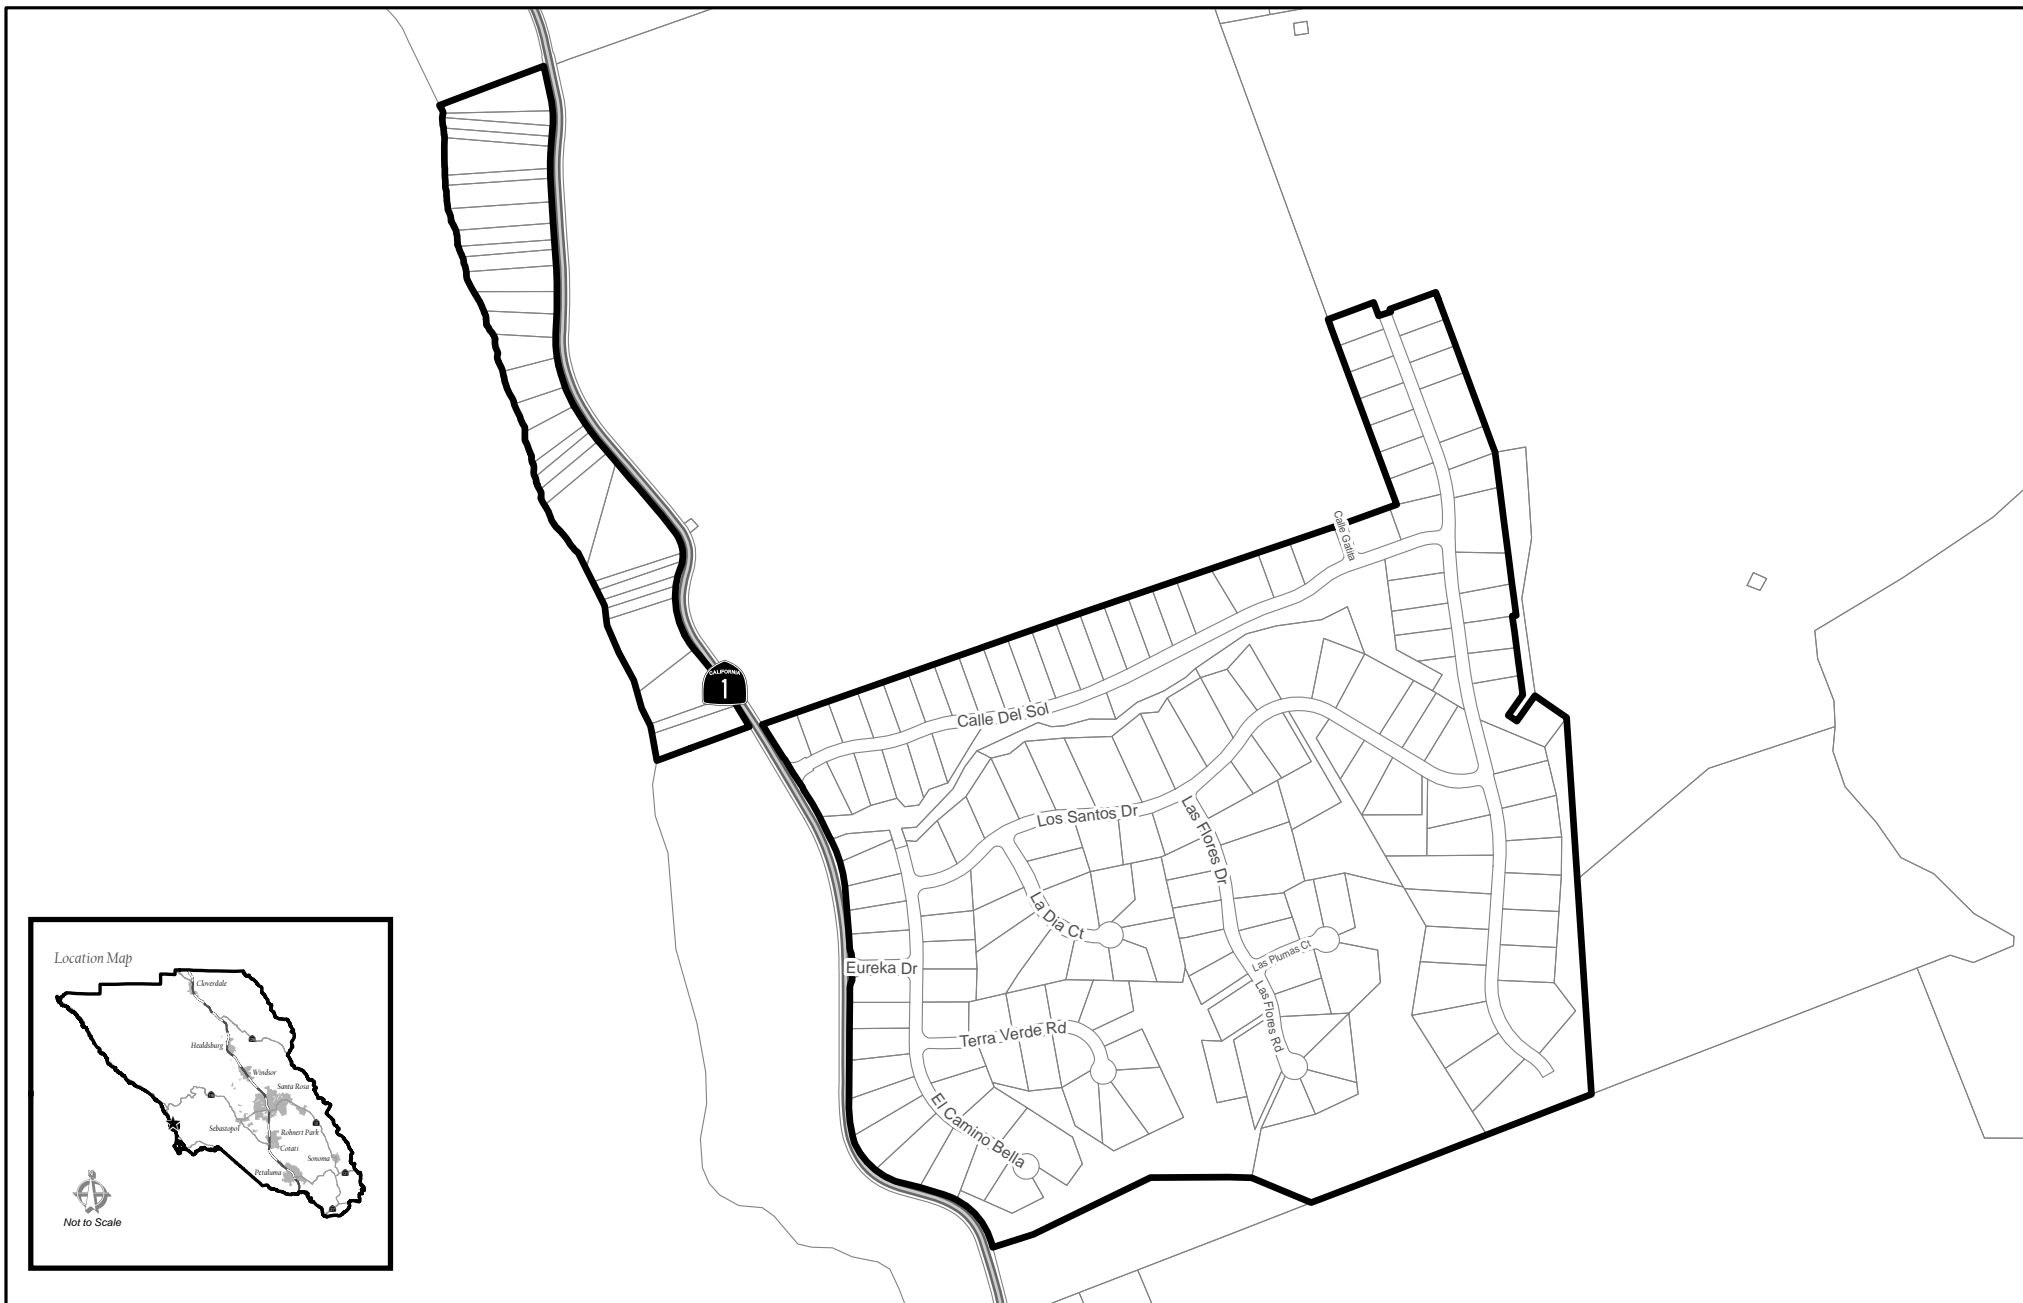 Calle Gatita
CALIFORNIA
1
Calle Del Sol
Los Santos Dr
Las Flores Dr
La Dia Ct
Las Plumas Ct
Eureka Dr
Las Flores Rd
Terra Verde Rd
El Camino Bella
Location Map
Cloverdale
Healdsburg
Windsor
Santa Rosa
Sebastopol
Rohnert Park
Cotati
Sonoma
Petaluma
Not to Scale